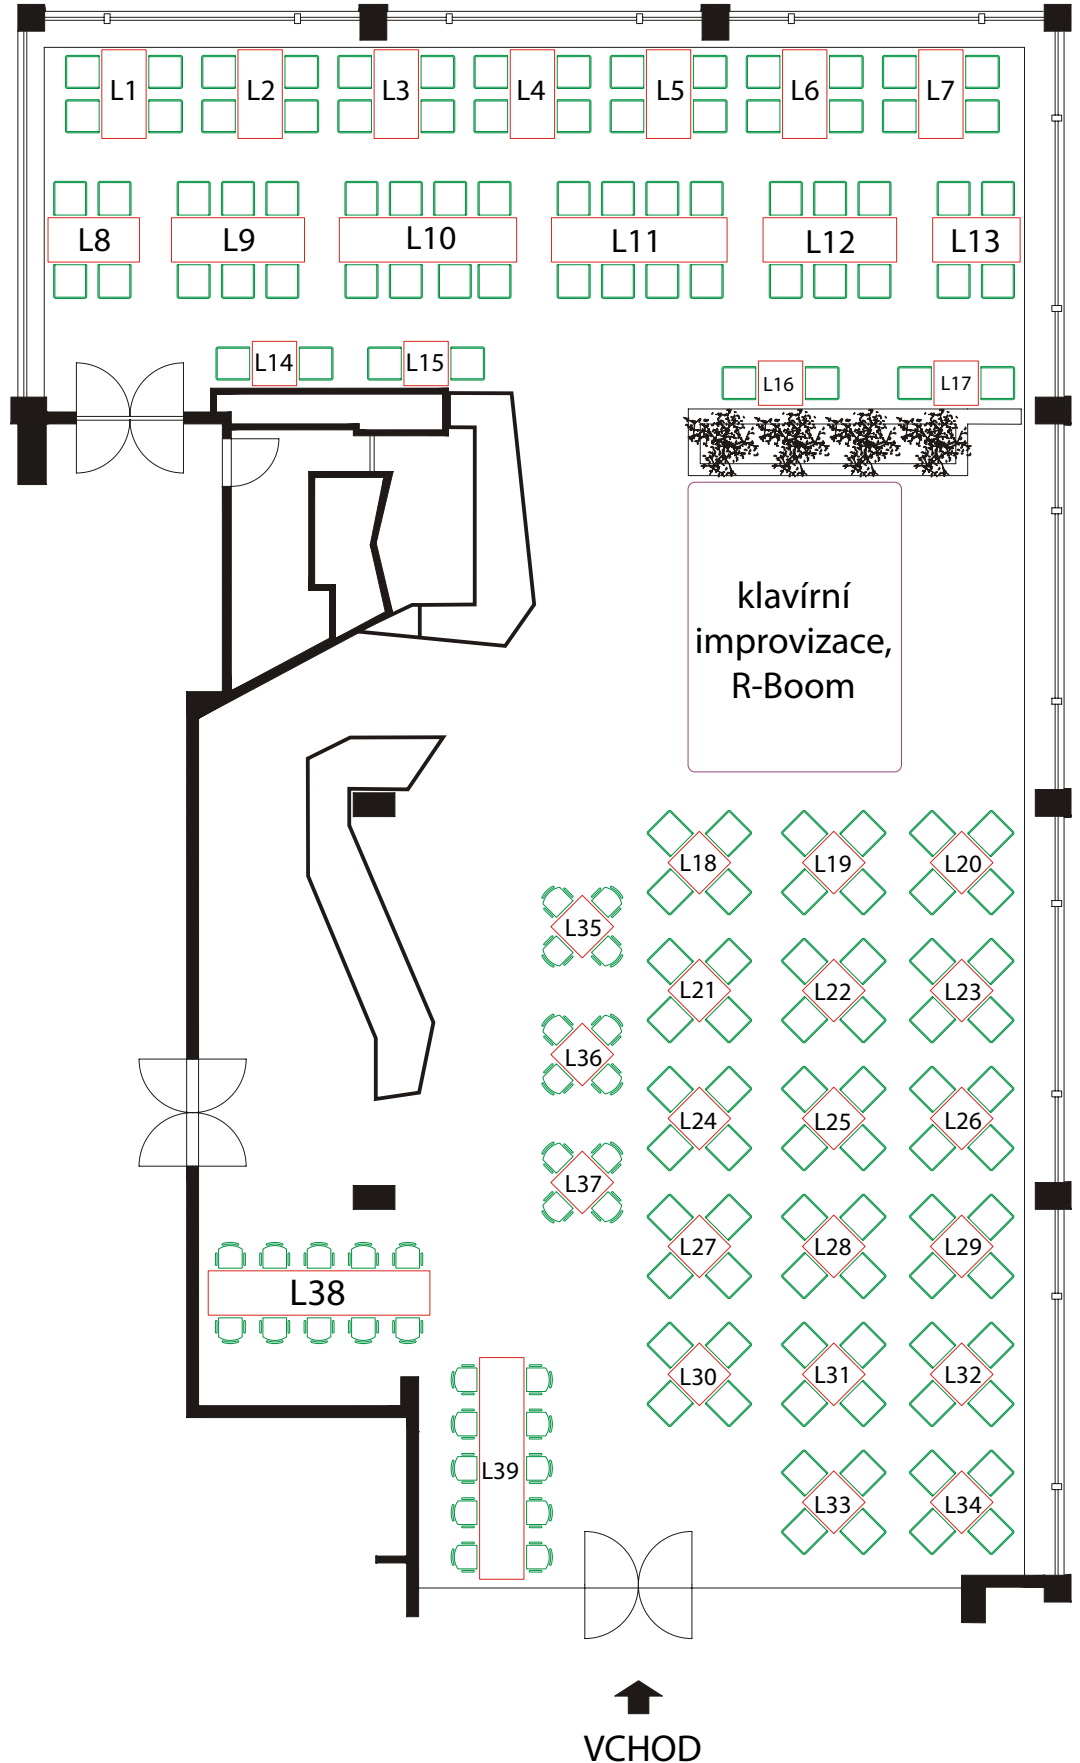 L1 L2 L3 L4 L5 L6 L7
L8 L9 L10 L11 L12 L13
L14 L15 L16 L17
klavírní
improvizace,
R-Boom
L18 L19 L20
L35
L21 L22 L23
L36
L24 L25 L26
L37
L27 L28 L29
L38
L30 L31 L32
L39
L33 L34
VCHOD